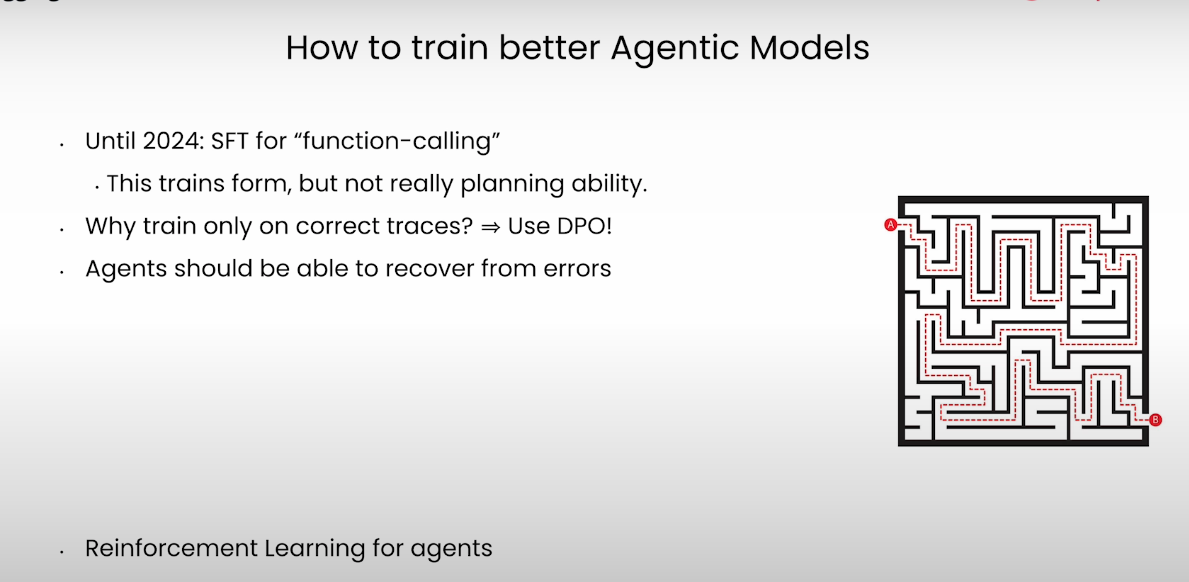 How to train better Agentic Models
· Until 2024: SFT for “function-calling”
· This trains form, but not really planning ability.
· Why train only on correct traces? ⇒ Use DPO!
· Agents should be able to recover from errors
A
B
· Reinforcement Learning for agents